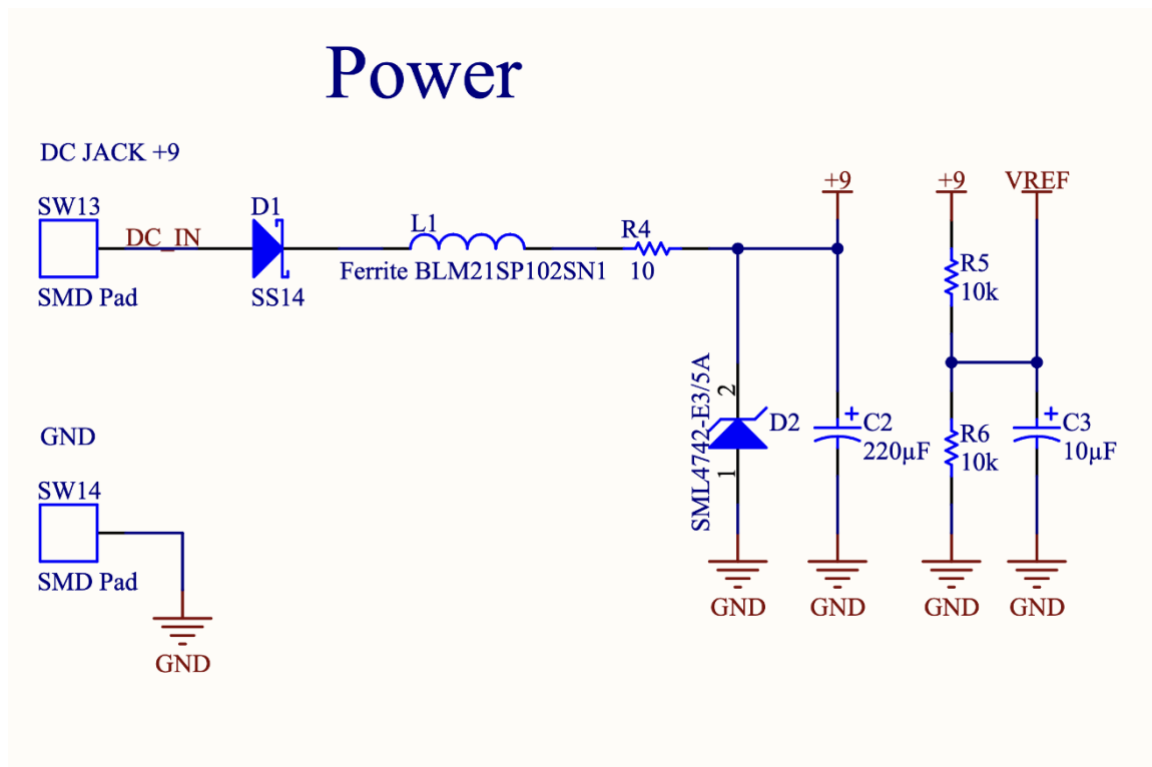 Power
DC JACK +9
SW13
DC_IN
SMD Pad
D1
SS14
L1
Ferrite BLM21SP102SN1
R4
10
+9
+9
VREF
R5
10k
SML4742-E3/5A
2
1
D2
C2
220µF
R6
10k
C3
10µF
GND
GND
GND
GND
GND
SW14
SMD Pad
GND